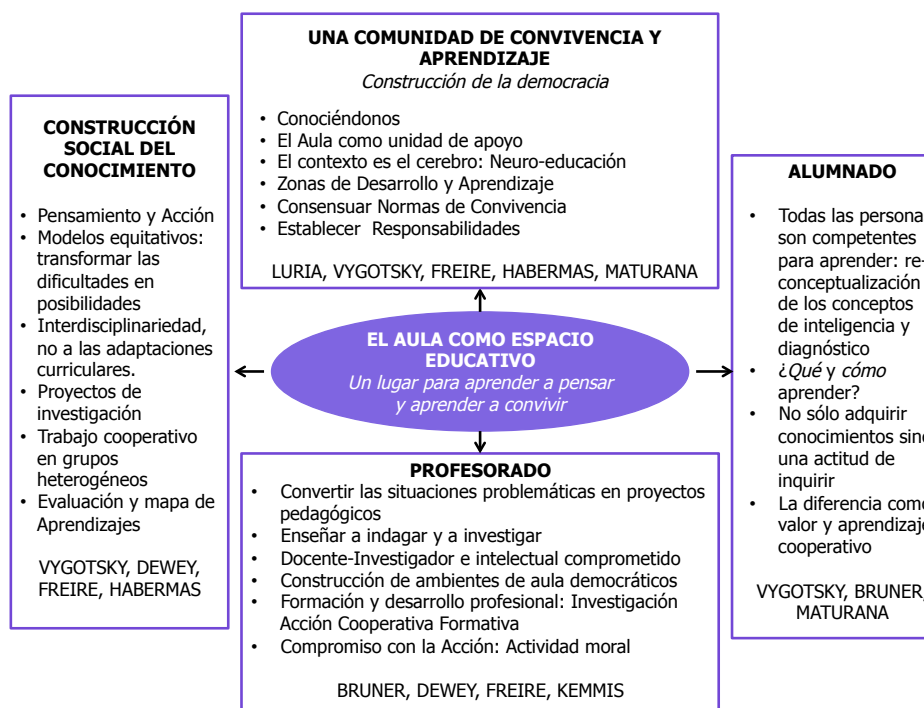 UNA COMUNIDAD DE CONVIVENCIA Y
APRENDIZAJE
Construcción de la democracia
• Conociéndonos
• El Aula como unidad de apoyo
• El contexto es el cerebro: Neuro-educación
• Zonas de Desarrollo y Aprendizaje
• Consensuar Normas de Convivencia
• Establecer Responsabilidades
LURIA, VYGOTSKY, FREIRE, HABERMAS, MATURANA
CONSTRUCCIÓN
SOCIAL DEL
CONOCIMIENTO
• Pensamiento y Acción
• Modelos equitativos:
transformar las
dificultades en
posibilidades
• Interdisciplinariedad,
no a las adaptaciones
curriculares.
• Proyectos de
investigación
• Trabajo cooperativo
en grupos
heterogéneos
• Evaluación y mapa de
Aprendizajes
VYGOTSKY, DEWEY,
FREIRE, HABERMAS
EL AULA COMO ESPACIO
EDUCATIVO
Un lugar para aprender a pensar
y aprender a convivir
ALUMNADO
• Todas las persona
son competentes
para aprender: re-
conceptualización
de los conceptos
de inteligencia y
diagnóstico
• ¿Qué y cómo
aprender?
• No sólo adquirir
conocimientos sin
una actitud de
inquirir
• La diferencia com
valor y aprendizaj
cooperativo
VYGOTSKY, BRUNER,
MATURANA
PROFESORADO
• Convertir las situaciones problemáticas en proyectos
pedagógicos
• Enseñar a indagar y a investigar
• Docente-Investigador e intelectual comprometido
• Construcción de ambientes de aula democráticos
• Formación y desarrollo profesional: Investigación
Acción Cooperativa Formativa
• Compromiso con la Acción: Actividad moral
BRUNER, DEWEY, FREIRE, KEMMIS